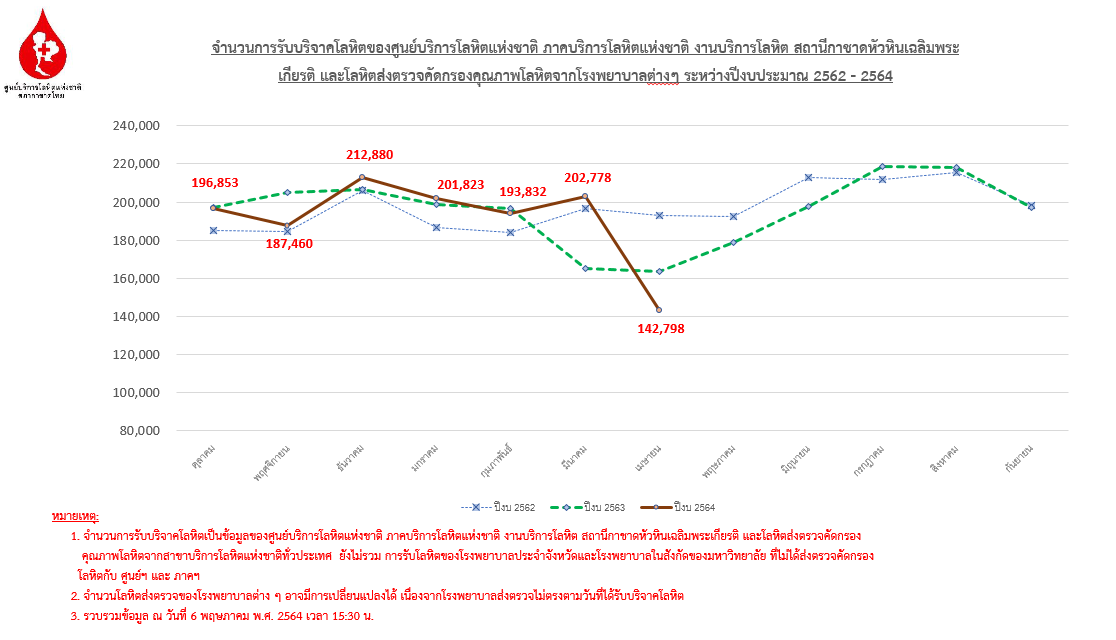 ศูนย์บริการโลหิตแห่งชาติ
สภากาชาดไทย
จำนวนการรับบริจาคโลหิตของศูนย์บริการโลหิตแห่งชาติ ภาคบริการโลหิตแห่งชาติ งานบริการโลหิต สถานีกาชาดหัวหินเฉลิมพระ
เกียรติ และโลหิตส่งตรวจคัดกรองคุณภาพโลหิตจากโรงพยาบาลต่างๆ ระหว่างปีงบประมาณ 2562 - 2564
240,000
220,000
200,000
180,000
160,000
140,000
120,000
100,000
80,000
196,853
187,460
212,880
201,823
193,832
202,778
142,798
ตุลาคม
พฤศจิกายน
ธันวาคม
มกราคม
กุมภาพันธ์
มีนาคม
เมษายน
พฤษภาคม
มิถุนายน
กรกฎาคม
สิงหาคม
กันยายน
ปีงบ 2562
ปีงบ 2563
ปีงบ 2564
หมายเหตุ:
1. จำนวนการรับบริจาคโลหิตเป็นข้อมูลของศูนย์บริการโลหิตแห่งชาติ ภาคบริการโลหิตแห่งชาติ งานบริการโลหิต สถานีกาชาดหัวหินเฉลิมพระเกียรติ และโลหิตส่งตรวจคัดกรอง
คุณภาพโลหิตจากสาขาบริการโลหิตแห่งชาติทั่วประเทศ ยังไม่รวม การรับโลหิตของโรงพยาบาลประจำจังหวัดและโรงพยาบาลในสังกัดของมหาวิทยาลัย ที่ไม่ได้ส่งตรวจคัดกรอง
โลหิตกับ ศูนย์ฯ และ ภาคฯ
2. จำนวนโลหิตส่งตรวจของโรงพยาบาลต่าง ๆ อาจมีการเปลี่ยนแปลงได้ เนื่องจากโรงพยาบาลส่งตรวจไม่ตรงตามวันที่ได้รับบริจาคโลหิต
3. รวบรวมข้อมูล ณ วันที่ 6 พฤษภาคม พ.ศ. 2564 เวลา 15:30 น.